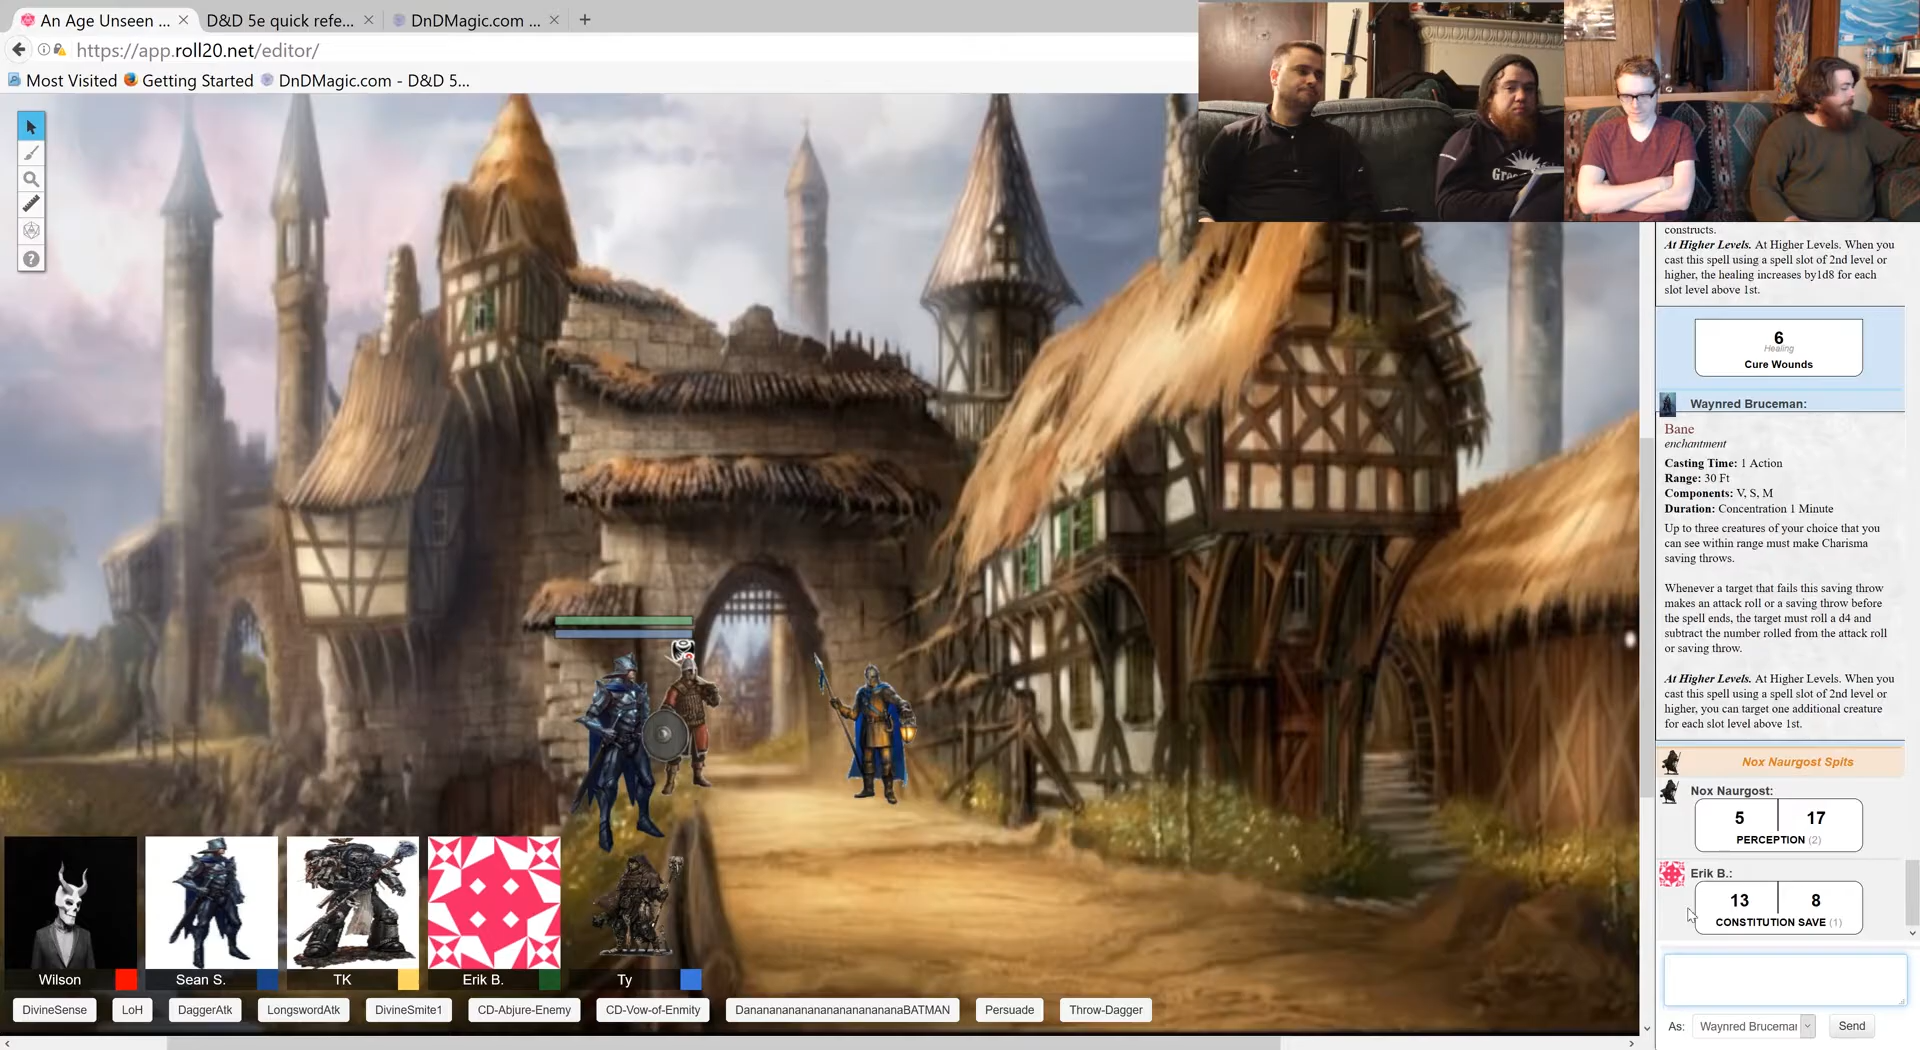 An Age Unseen ...
D&D 5e quick refe...
DnDMagic.com ...
https://app.roll20.net/editor/
Most Visited
Getting Started
DnDMagic.com - D&D 5...
constructs.
At Higher Levels. At Higher Levels. When you
cast this spell using a spell slot of 2nd level or
higher, the healing increases by1d8 for each
slot level above 1st.
6
Healing
Cure Wounds
Waynred Bruceman:
Bane
enchantment
Casting Time: 1 Action
Range: 30 Ft
Components: V, S, M
Duration: Concentration 1 Minute
Up to three creatures of your choice that you
can see within range must make Charisma
saving throws.
Whenever a target that fails this saving throw
makes an attack roll or a saving throw before
the spell ends, the target must roll a d4 and
subtract the number rolled from the attack roll
or saving throw.
At Higher Levels. At Higher Levels. When you
cast this spell using a spell slot of 2nd level or
higher, you can target one additional creature
for each slot level above 1st.
Nox Naurgost Spits
Nox Naurgost:
5 17
PERCEPTION (2)
Erik B.:
13 8
CONSTITUTION SAVE (1)
Wilson
Sean S.
TK
Erik B.
Ty
DivineSense
LoH
DaggerAtk
LongswordAtk
DivineSmite1
CD-Abjure-Enemy
CD-Vow-of-Enmity
DanananananananananananaBATMAN
Persuade
Throw-Dagger
As:
Waynred Bruceman
Send